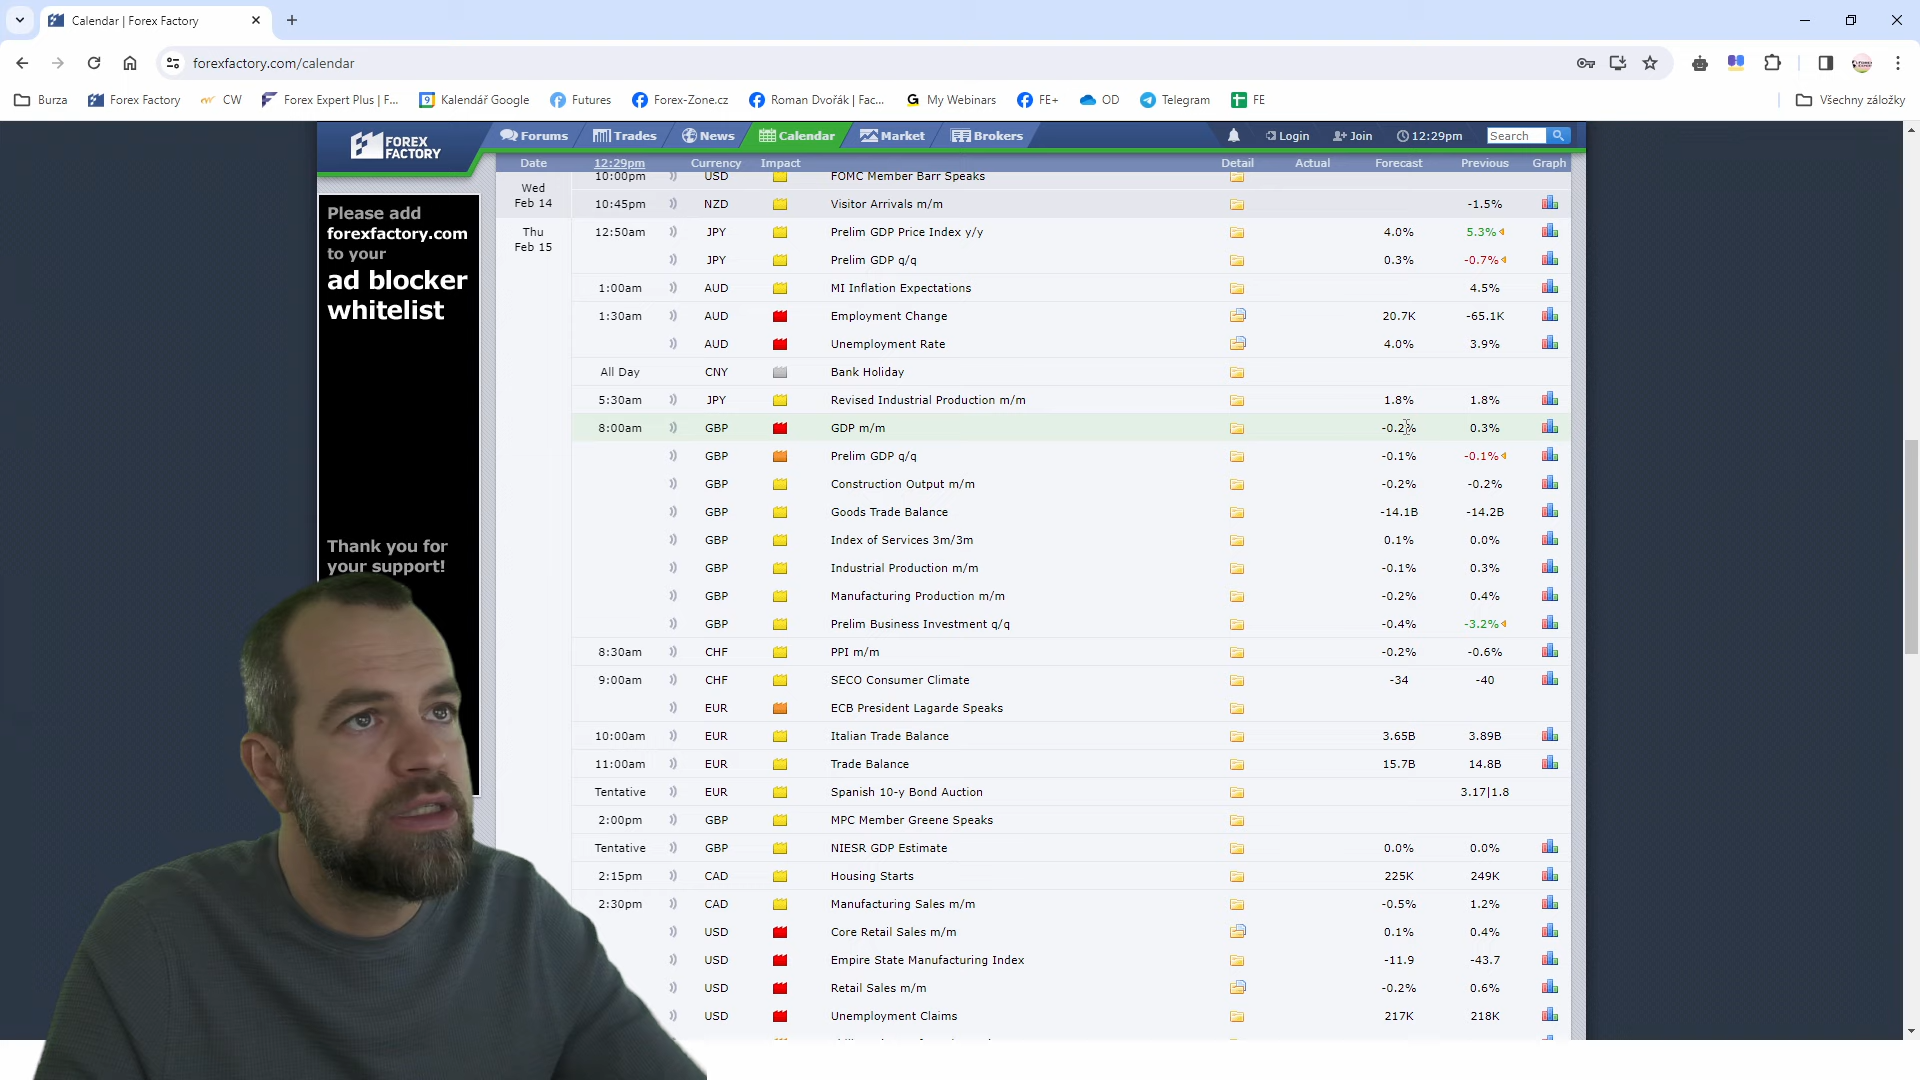 Calendar | Forex Factory
forexfactory.com/calendar
Burza Forex Factory CW Forex Expert Plus | F... Kalendář Google Futures Forex-Zone.cz Roman Dvořák | Fac... My Webinars FE+ OD Telegram FE Všechny záložky
FOREX FACTORY Forums Trades News Calendar Market Brokers Login Join 12:29pm Search
Date 12:29pm Currency Impact Detail Actual Forecast Previous Graph
Please add
forexfactory.com
to your
ad blocker
whitelist
Thank you for
your support!
Wed Feb 14
10:00pm USD FOMC Member Barr Speaks
10:45pm NZD Visitor Arrivals m/m -1.5%
Thu Feb 15
12:50am JPY Prelim GDP Price Index y/y 4.0% 5.3%
JPY Prelim GDP q/q 0.3% -0.7%
1:00am AUD MI Inflation Expectations 4.5%
1:30am AUD Employment Change 20.7K -65.1K
AUD Unemployment Rate 4.0% 3.9%
All Day CNY Bank Holiday
5:30am JPY Revised Industrial Production m/m 1.8% 1.8%
8:00am GBP GDP m/m -0.2% 0.3%
GBP Prelim GDP q/q -0.1% -0.1%
GBP Construction Output m/m -0.2% -0.2%
GBP Goods Trade Balance -14.1B -14.2B
GBP Index of Services 3m/3m 0.1% 0.0%
GBP Industrial Production m/m -0.1% 0.3%
GBP Manufacturing Production m/m -0.2% 0.4%
GBP Prelim Business Investment q/q -0.4% -3.2%
8:30am CHF PPI m/m -0.2% -0.6%
9:00am CHF SECO Consumer Climate -34 -40
EUR ECB President Lagarde Speaks
10:00am EUR Italian Trade Balance 3.65B 3.89B
11:00am EUR Trade Balance 15.7B 14.8B
Tentative EUR Spanish 10-y Bond Auction 3.17|1.8
2:00pm GBP MPC Member Greene Speaks
Tentative GBP NIESR GDP Estimate 0.0% 0.0%
2:15pm CAD Housing Starts 225K 249K
2:30pm CAD Manufacturing Sales m/m -0.5% 1.2%
USD Core Retail Sales m/m 0.1% 0.4%
USD Empire State Manufacturing Index -11.9 -43.7
USD Retail Sales m/m -0.2% 0.6%
USD Unemployment Claims 217K 218K